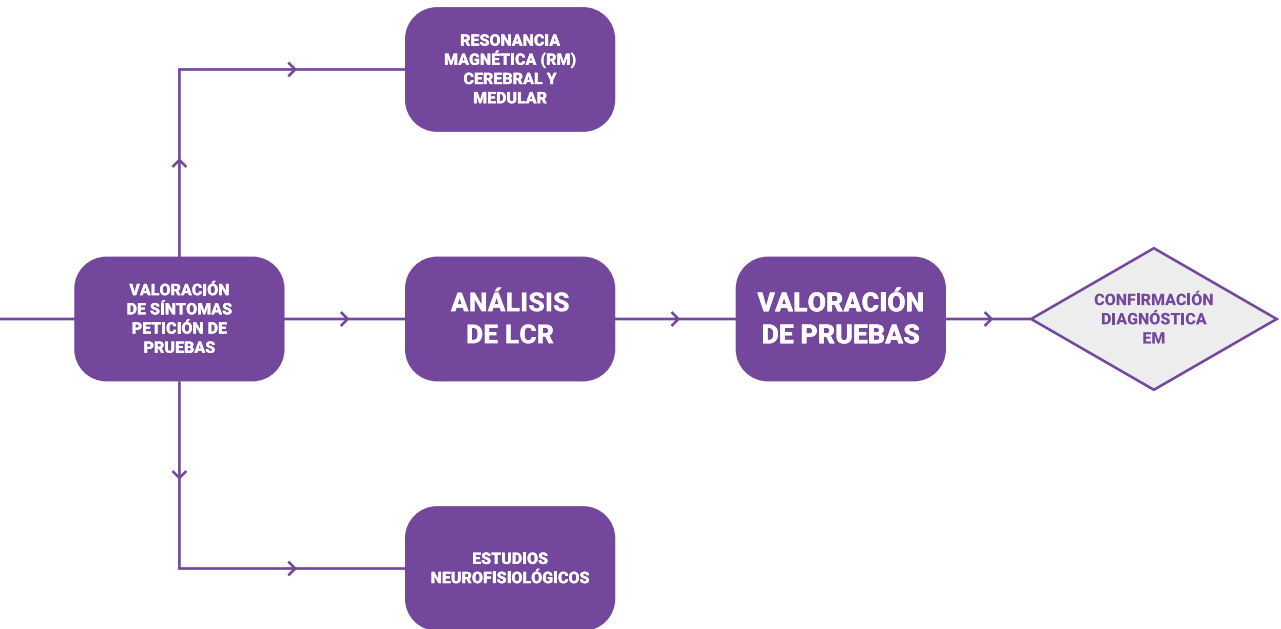 RESONANCIA
MAGNÉTICA (RM)
CEREBRAL Y
MEDULAR
VALORACIÓN
DE SÍNTOMAS
PETICIÓN DE
PRUEBAS
ANÁLISIS
DE LCR
VALORACIÓN
DE PRUEBAS
CONFIRMACIÓN
DIAGNÓSTICA
EM
ESTUDIOS
NEUROFISIOLÓGICOS